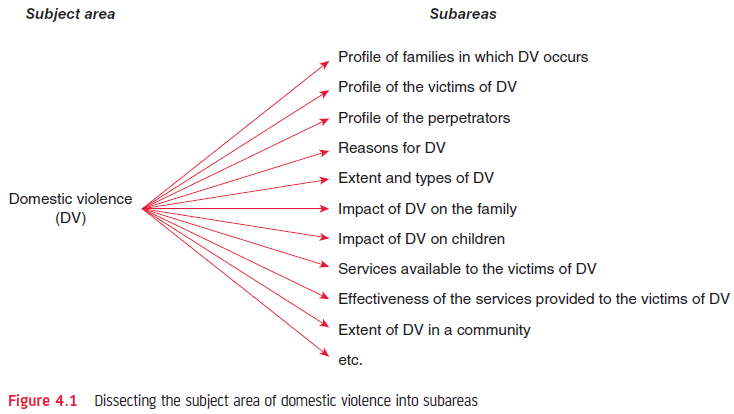 Subject area
Subareas
Profile of families in which DV occurs
Profile of the victims of DV
Profile of the perpetrators
Reasons for DV
Extent and types of DV
Domestic violence
(DV)
Impact of DV on the family
Impact of DV on children
Services available to the victims of DV
Effectiveness of the services provided to the victims of DV
Extent of DV in a community
etc.
Figure 4.1 Dissecting the subject area of domestic violence into subareas